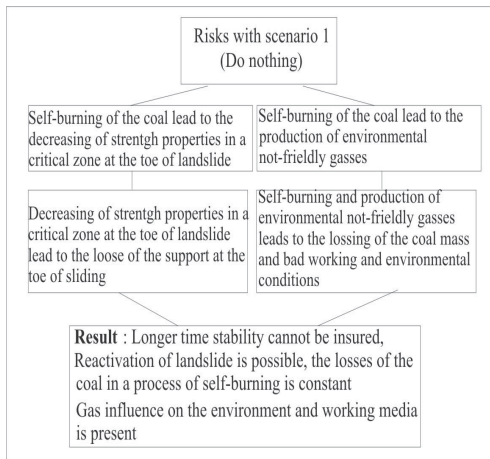 Risks with scenario 1
(Do nothing)
Self-burning of the coal lead to the
decreasing of strentgh properties in a
critical zone at the toe of landslide
Self-burning of the coal lead to the
production of environmental
not-frieldly gasses
Decreasing of strentgh properties in a
critical zone at the toe of landslide
lead to the loose of the support at the
toe of sliding
Self-burning and production of
environmental not-frieldly gasses
leads to the lossing of the coal mass
and bad working and environmental
conditions
Result : Longer time stability cannot be insured,
Reactivation of landslide is possible, the losses of the
coal in a process of self-burning is constant
Gas influence on the environment and working media
is present